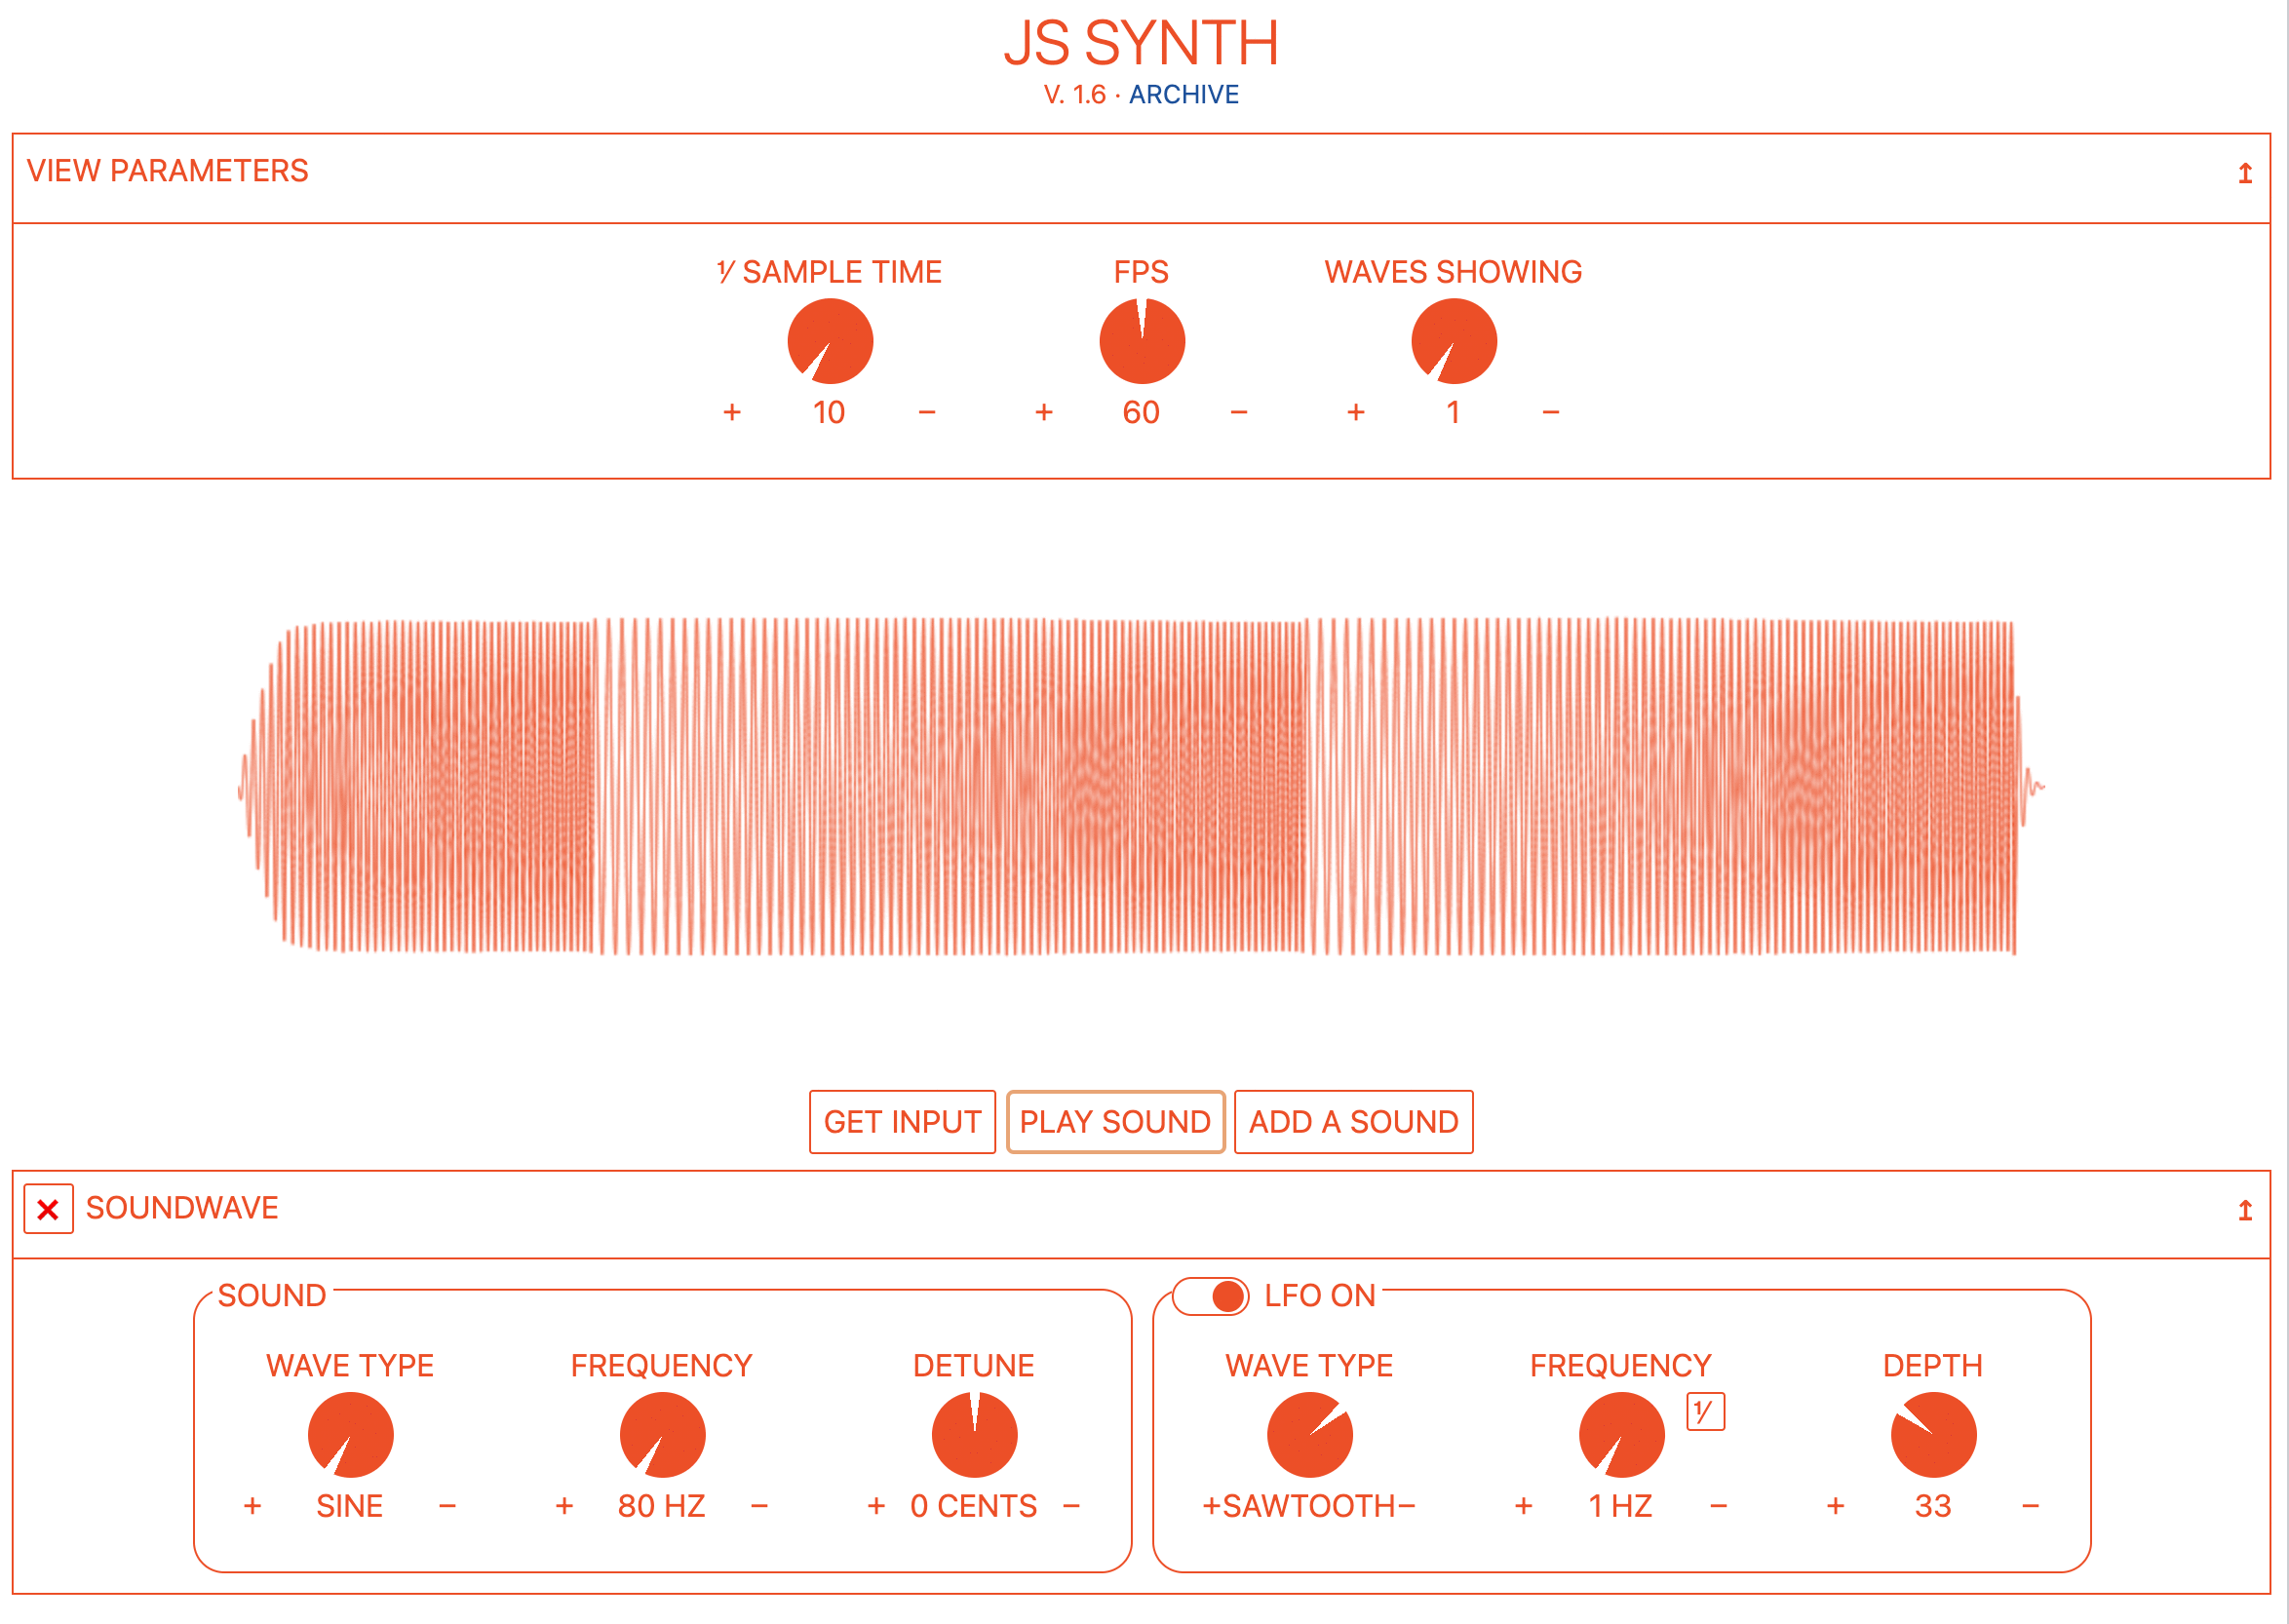 JS SYNTH
V. 1.6 · ARCHIVE
VIEW PARAMETERS ↥
⅟ SAMPLE TIME FPS WAVES SHOWING
+ 10 − + 60 − + 1 −
GET INPUT PLAY SOUND ADD A SOUND
× SOUNDWAVE ↥
SOUND LFO ON
WAVE TYPE FREQUENCY DETUNE WAVE TYPE FREQUENCY ⅟ DEPTH
+ SINE − + 80 HZ − + 0 CENTS − +SAWTOOTH− + 1 HZ − + 33 −